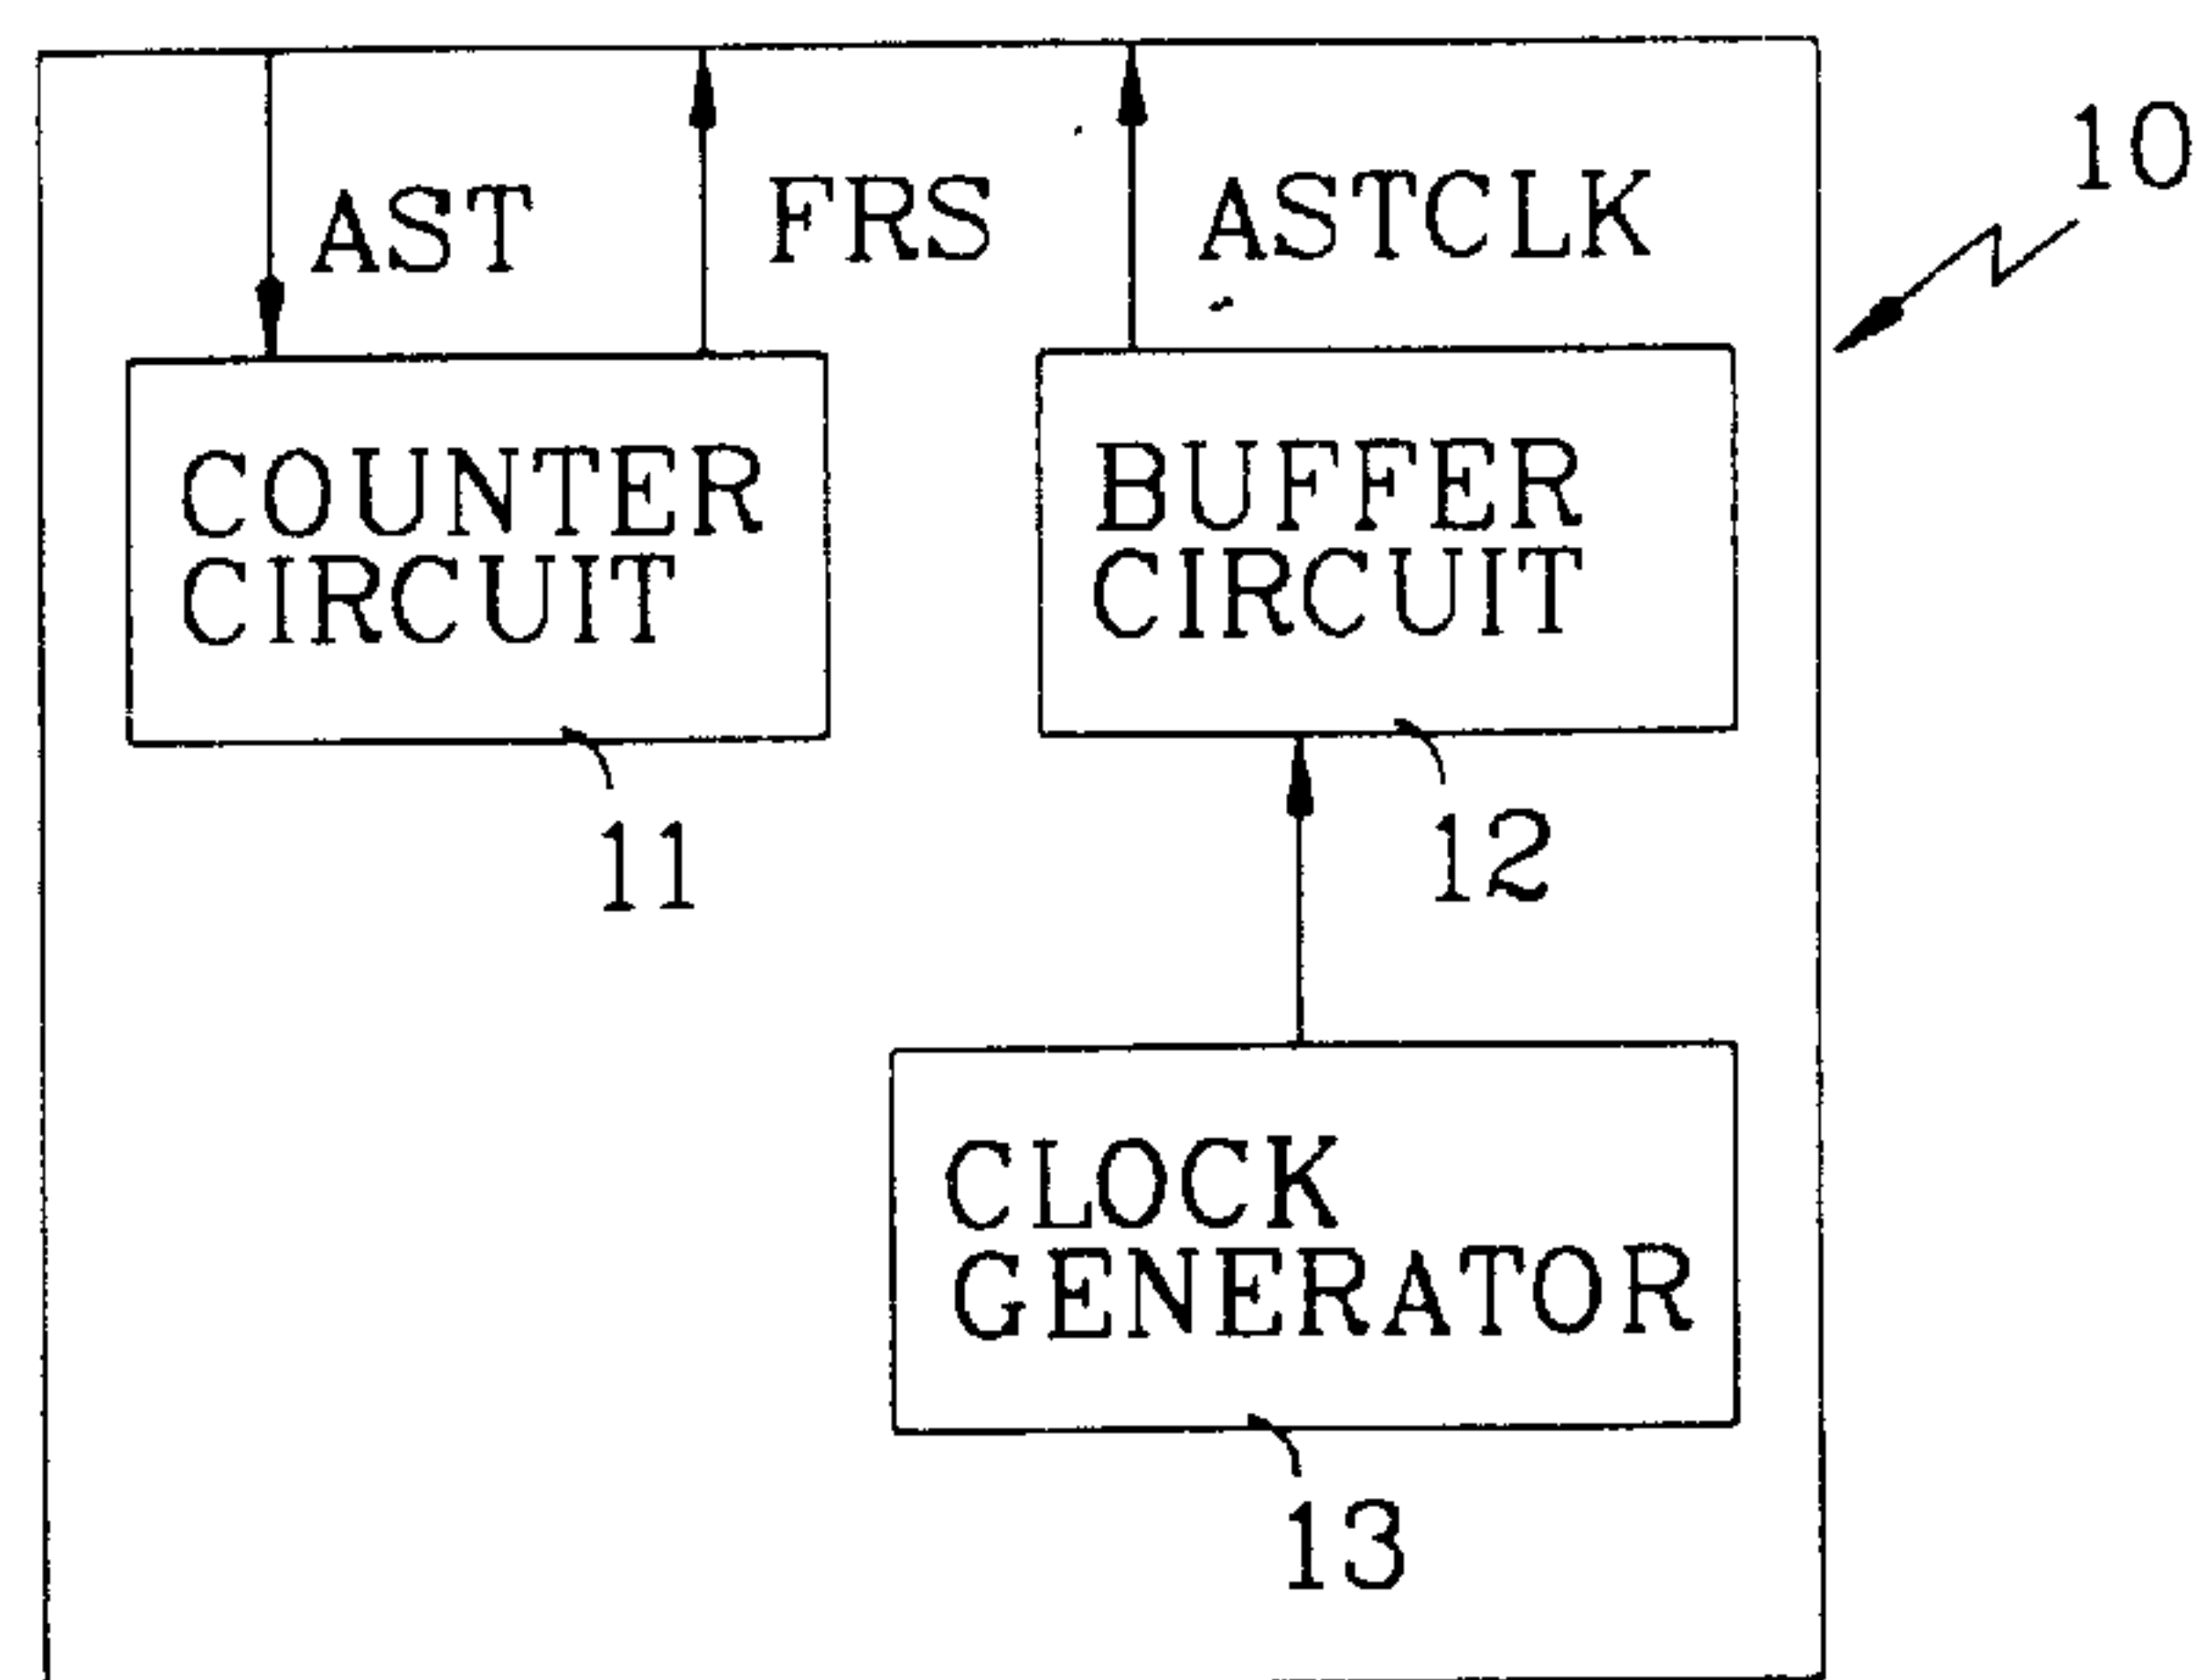 10
AST
FRS
ASTCLK
COUNTER
CIRCUIT
BUFFER
CIRCUIT
11
12
CLOCK
GENERATOR
13